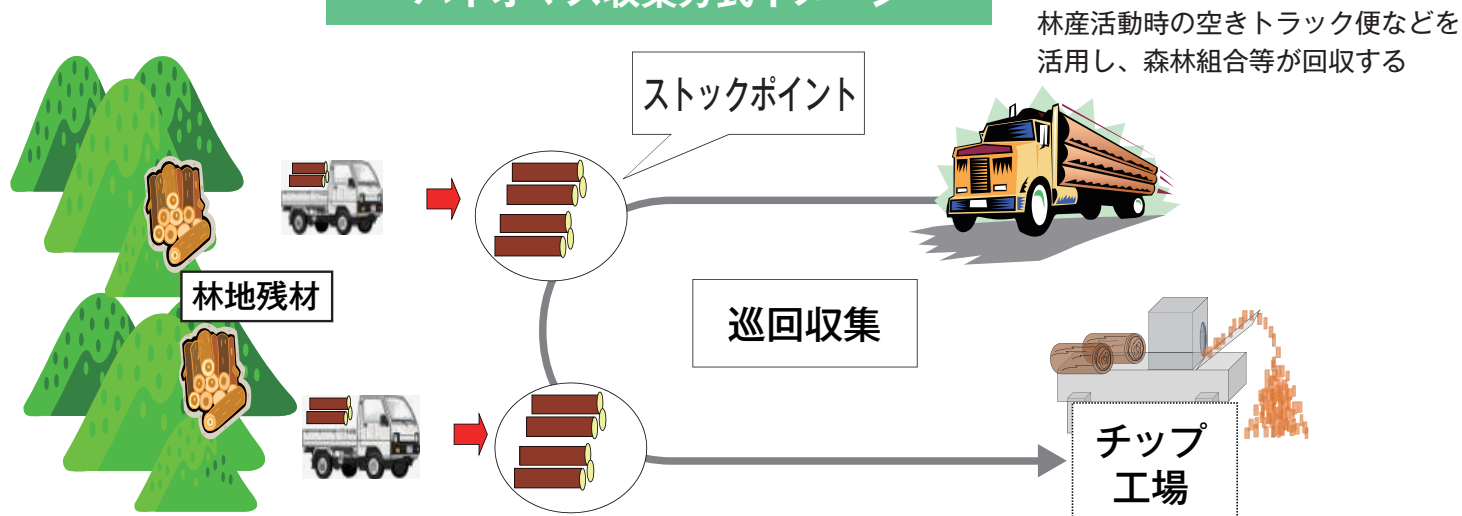 林産活動時の空きトラック便などを
活用し、森林組合等が回収する
ストックポイント
林地残材
巡回収集
チップ
工場